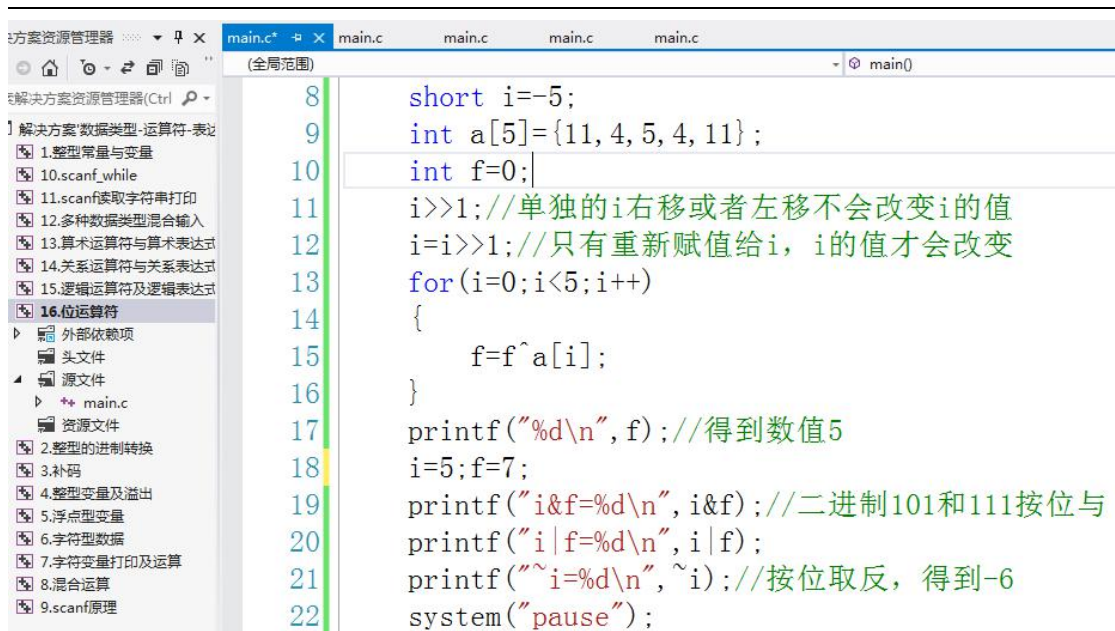 方案资源管理器
main.c*
main.c
main.c
main.c
main.c
(全局范围)
main()
解决方案资源管理器(Ctrl
解决方案'数据类型-运算符-表达
1.整型常量与变量
10.scanf_while
11.scanf读取字符串打印
12.多种数据类型混合输入
13.算术运算符与算术表达式
14.关系运算符与关系表达式
15.逻辑运算符及逻辑表达式
16.位运算符
外部依赖项
头文件
源文件
main.c
资源文件
2.整型的进制转换
3.补码
4.整型变量及溢出
5.浮点型变量
6.字符型数据
7.字符变量打印及运算
8.混合运算
9.scanf原理
8 short i=-5;
9 int a[5]={11,4,5,4,11};
10 int f=0;
11 i>>1;//单独的i右移或者左移不会改变i的值
12 i=i>>1;//只有重新赋值给i，i的值才会改变
13 for(i=0;i<5;i++)
14 {
15 f=f^a[i];
16 }
17 printf("%d\n",f);//得到数值5
18 i=5;f=7;
19 printf("i&f=%d\n",i&f);//二进制101和111按位与
20 printf("i|f=%d\n",i|f);
21 printf("~i=%d\n",~i);//按位取反，得到-6
22 system("pause");